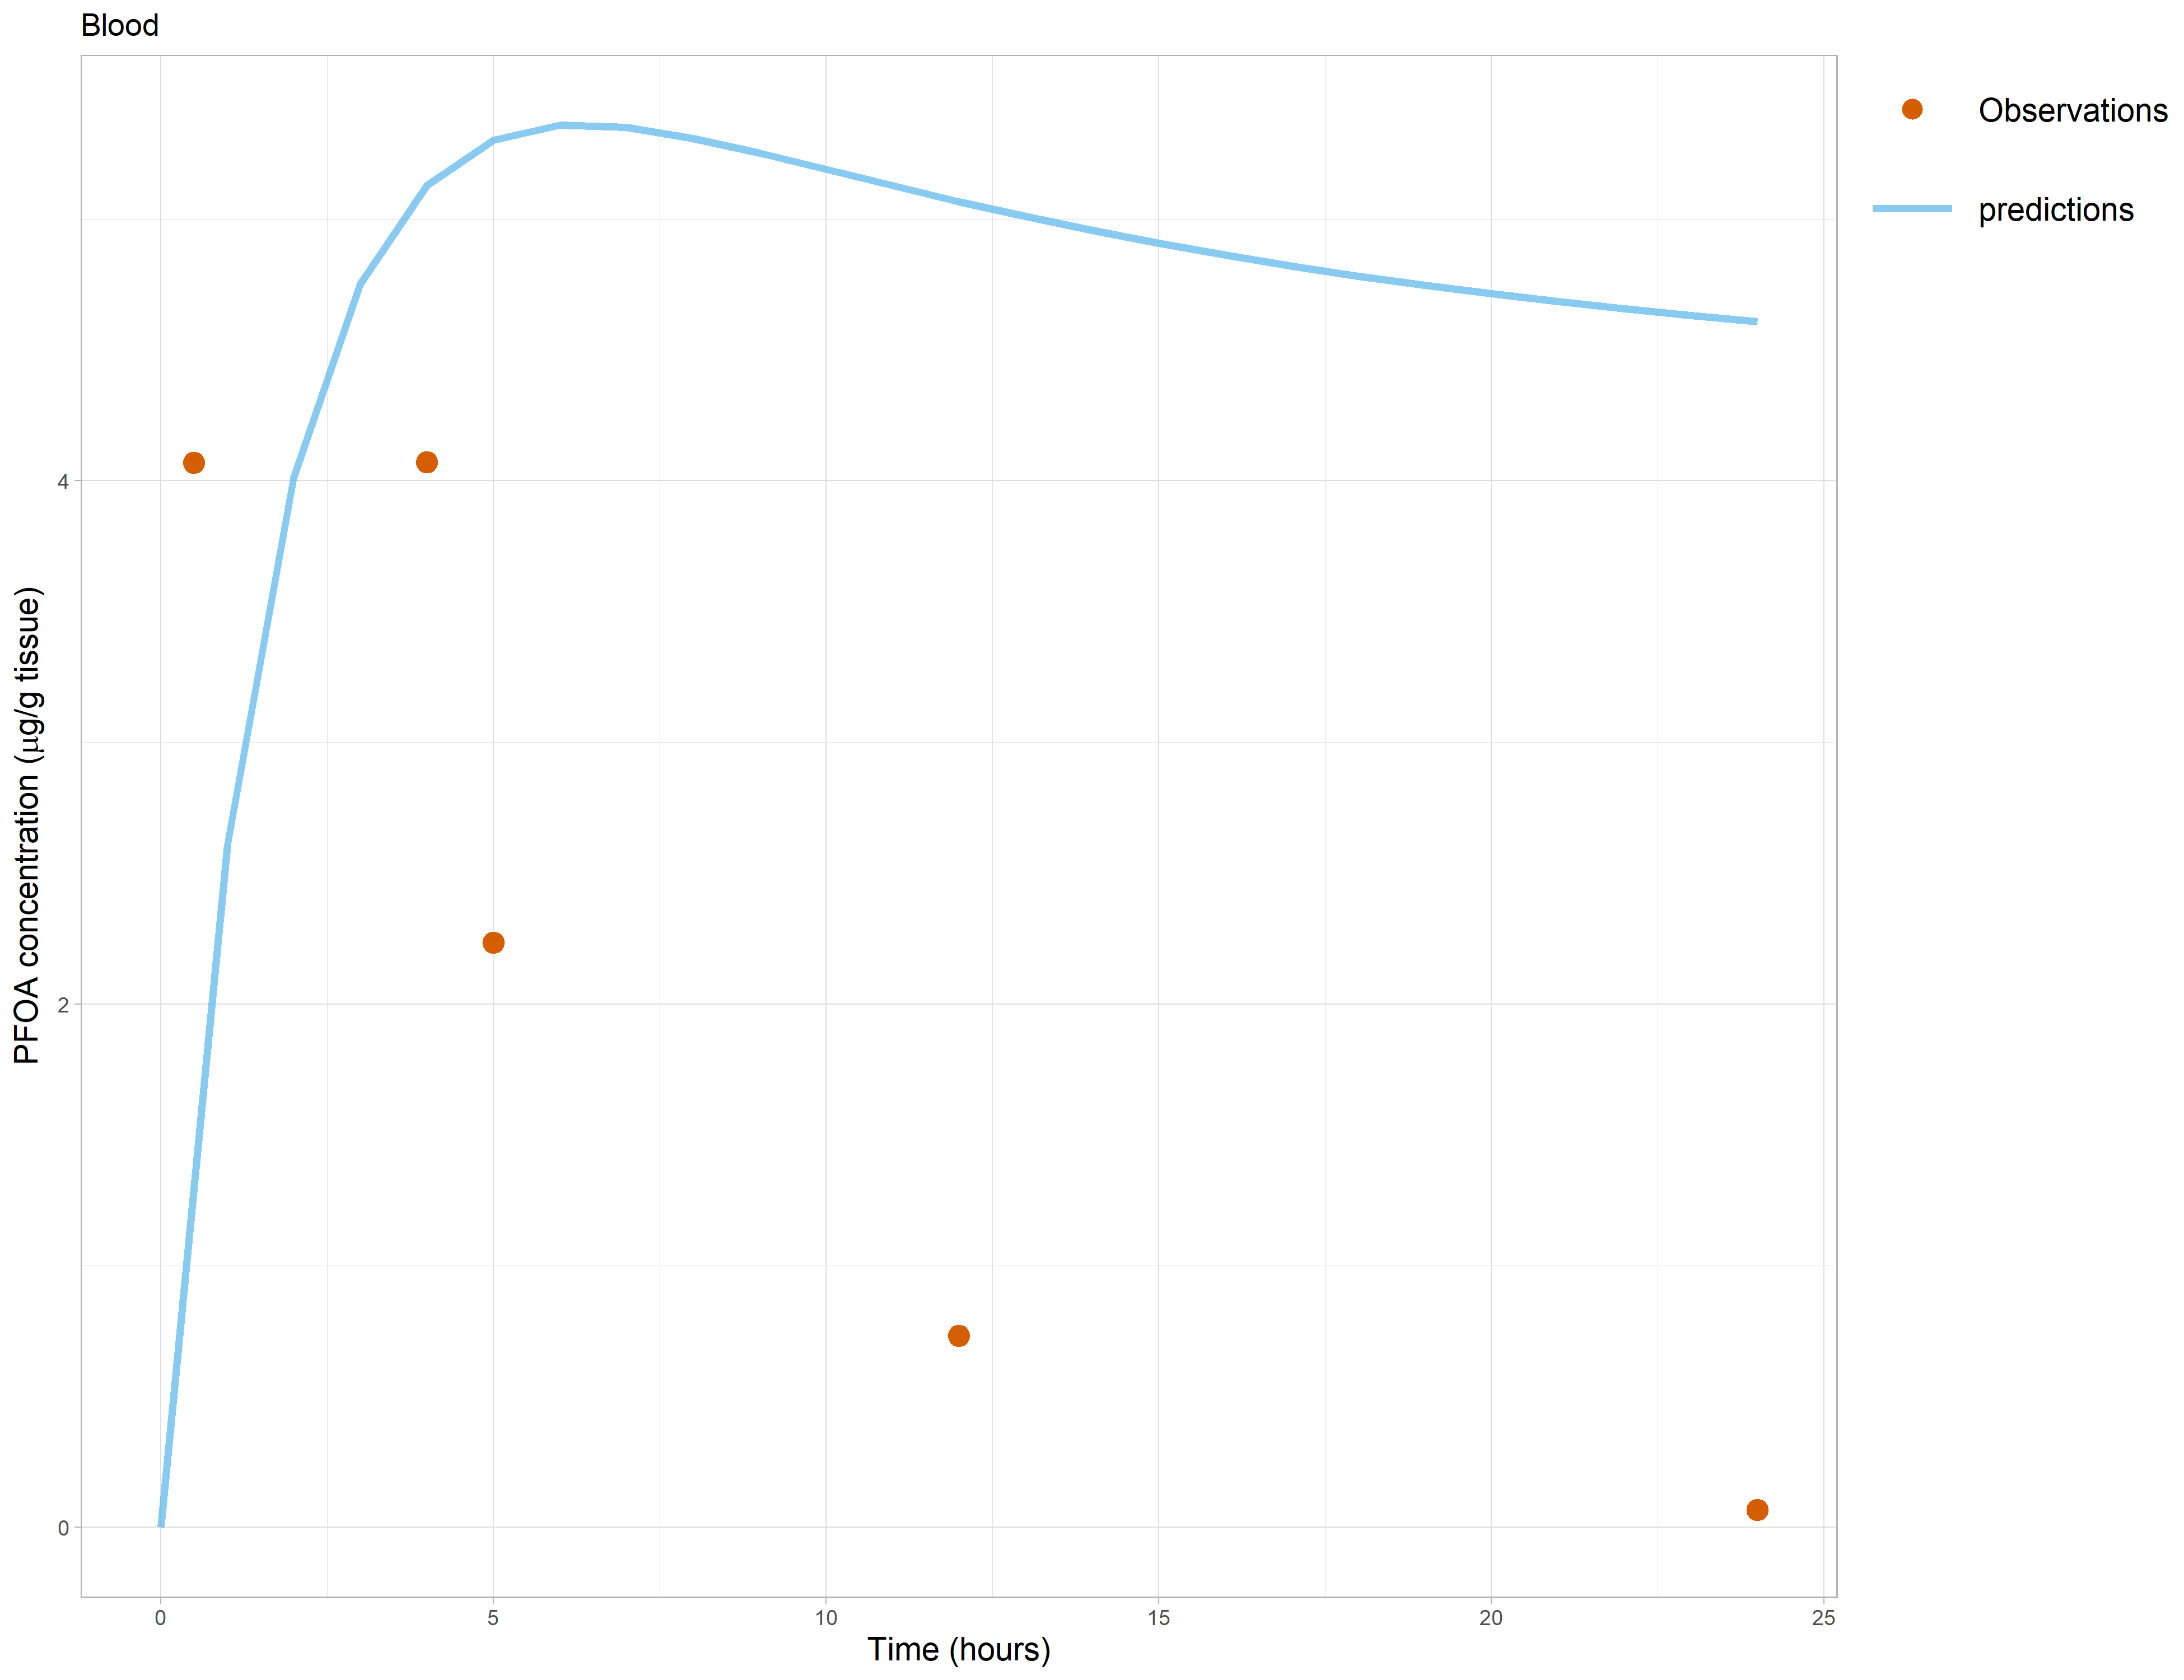 Blood
Observations
predictions
PFOA concentration (μg/g tissue)
4
2
0
0 5 10 15 20 25
Time (hours)